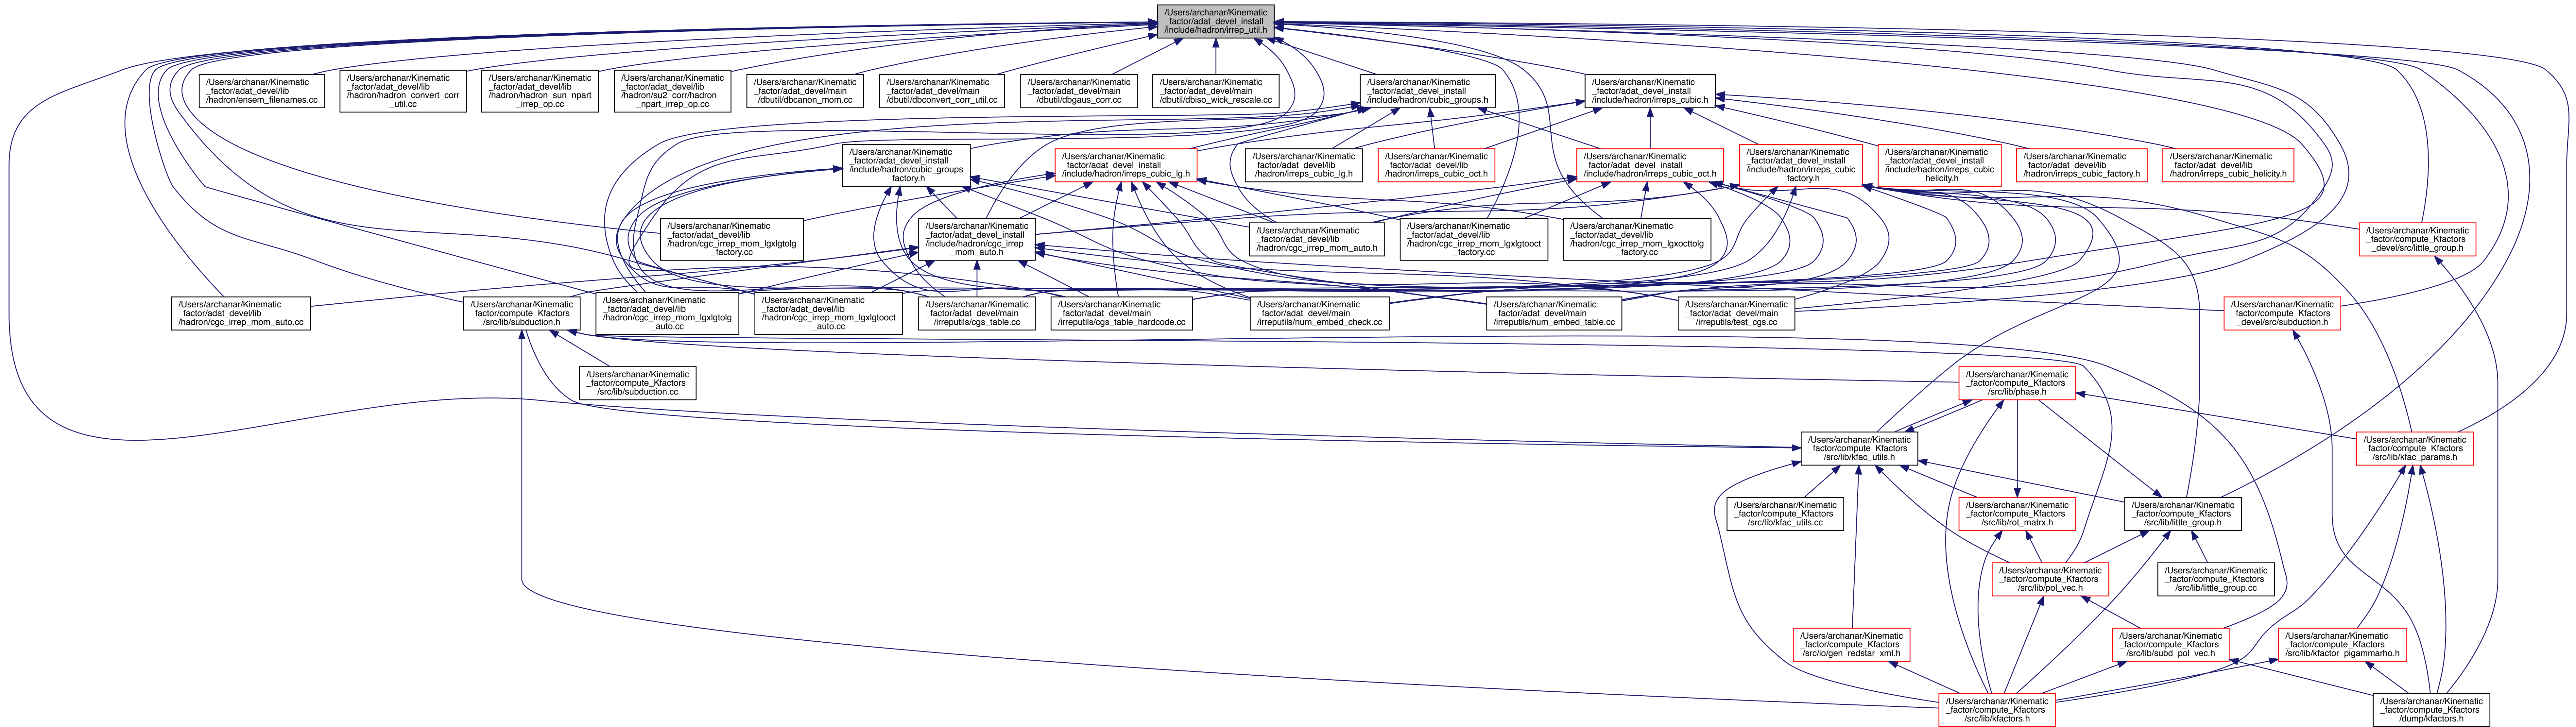 /Users/archanar/Kinematic
_factor/adat_devel_install
/include/hadron/irrep_util.h
/Users/archanar/Kinematic
_factor/adat_devel/lib
/hadron/ensem_filenames.cc
/Users/archanar/Kinematic
_factor/adat_devel/lib
/hadron/hadron_convert_corr
_util.cc
/Users/archanar/Kinematic
_factor/adat_devel/lib
/hadron/hadron_sun_npart
_irrep_op.cc
/Users/archanar/Kinematic
_factor/adat_devel/lib
/hadron/su2_corr/hadron
_npart_irrep_op.cc
/Users/archanar/Kinematic
_factor/adat_devel/main
/dbutil/dbcanon_mom.cc
/Users/archanar/Kinematic
_factor/adat_devel/main
/dbutil/dbconvert_corr_util.cc
/Users/archanar/Kinematic
_factor/adat_devel/main
/dbutil/dbgaus_corr.cc
/Users/archanar/Kinematic
_factor/adat_devel/main
/dbutil/dbiso_wick_rescale.cc
/Users/archanar/Kinematic
_factor/adat_devel_install
/include/hadron/cubic_groups.h
/Users/archanar/Kinematic
_factor/adat_devel_install
/include/hadron/irreps_cubic.h
/Users/archanar/Kinematic
_factor/adat_devel_install
/include/hadron/cubic_groups
_factory.h
/Users/archanar/Kinematic
_factor/adat_devel_install
/include/hadron/irreps_cubic_lg.h
/Users/archanar/Kinematic
_factor/adat_devel/lib
/hadron/irreps_cubic_lg.h
/Users/archanar/Kinematic
_factor/adat_devel/lib
/hadron/irreps_cubic_oct.h
/Users/archanar/Kinematic
_factor/adat_devel_install
/include/hadron/irreps_cubic_oct.h
/Users/archanar/Kinematic
_factor/adat_devel_install
/include/hadron/irreps_cubic
_factory.h
/Users/archanar/Kinematic
_factor/adat_devel_install
/include/hadron/irreps_cubic
_helicity.h
/Users/archanar/Kinematic
_factor/adat_devel/lib
/hadron/irreps_cubic_factory.h
/Users/archanar/Kinematic
_factor/adat_devel/lib
/hadron/irreps_cubic_helicity.h
/Users/archanar/Kinematic
_factor/adat_devel/lib
/hadron/cgc_irrep_mom_lgxlgtolg
_factory.cc
/Users/archanar/Kinematic
_factor/adat_devel_install
/include/hadron/cgc_irrep
_mom_auto.h
/Users/archanar/Kinematic
_factor/adat_devel/lib
/hadron/cgc_irrep_mom_auto.h
/Users/archanar/Kinematic
_factor/adat_devel/lib
/hadron/cgc_irrep_mom_lgxlgtooct
_factory.cc
/Users/archanar/Kinematic
_factor/adat_devel/lib
/hadron/cgc_irrep_mom_lgxocttolg
_factory.cc
/Users/archanar/Kinematic
_factor/compute_Kfactors
_devel/src/little_group.h
/Users/archanar/Kinematic
_factor/adat_devel/lib
/hadron/cgc_irrep_mom_auto.cc
/Users/archanar/Kinematic
_factor/compute_Kfactors
/src/lib/subduction.h
/Users/archanar/Kinematic
_factor/adat_devel/lib
/hadron/cgc_irrep_mom_lgxlgtolg
_auto.cc
/Users/archanar/Kinematic
_factor/adat_devel/lib
/hadron/cgc_irrep_mom_lgxlgtooct
_auto.cc
/Users/archanar/Kinematic
_factor/adat_devel/main
/irreputils/cgs_table.cc
/Users/archanar/Kinematic
_factor/adat_devel/main
/irreputils/cgs_table_hardcode.cc
/Users/archanar/Kinematic
_factor/adat_devel/main
/irreputils/num_embed_check.cc
/Users/archanar/Kinematic
_factor/adat_devel/main
/irreputils/num_embed_table.cc
/Users/archanar/Kinematic
_factor/adat_devel/main
/irreputils/test_cgs.cc
/Users/archanar/Kinematic
_factor/compute_Kfactors
_devel/src/subduction.h
/Users/archanar/Kinematic
_factor/compute_Kfactors
/src/lib/subduction.cc
/Users/archanar/Kinematic
_factor/compute_Kfactors
/src/lib/phase.h
/Users/archanar/Kinematic
_factor/compute_Kfactors
/src/lib/kfac_utils.h
/Users/archanar/Kinematic
_factor/compute_Kfactors
/src/lib/kfac_params.h
/Users/archanar/Kinematic
_factor/compute_Kfactors
/src/lib/kfac_utils.cc
/Users/archanar/Kinematic
_factor/compute_Kfactors
/src/lib/rot_matrx.h
/Users/archanar/Kinematic
_factor/compute_Kfactors
/src/lib/little_group.h
/Users/archanar/Kinematic
_factor/compute_Kfactors
/src/lib/pol_vec.h
/Users/archanar/Kinematic
_factor/compute_Kfactors
/src/lib/little_group.cc
/Users/archanar/Kinematic
_factor/compute_Kfactors
/src/io/gen_redstar_xml.h
/Users/archanar/Kinematic
_factor/compute_Kfactors
/src/lib/subd_pol_vec.h
/Users/archanar/Kinematic
_factor/compute_Kfactors
/src/lib/kfactor_pigammarho.h
/Users/archanar/Kinematic
_factor/compute_Kfactors
/src/lib/kfactors.h
/Users/archanar/Kinematic
_factor/compute_Kfactors
/dump/kfactors.h